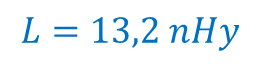 L = 13,2 nHy